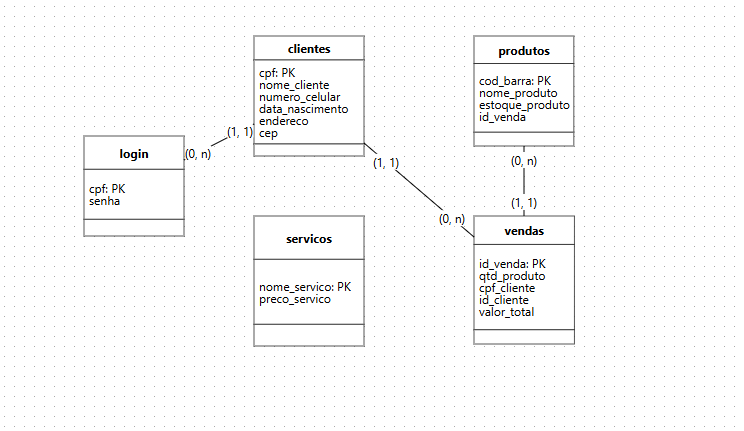 clientes
cpf: PK
nome_cliente
numero_celular
data_nascimento
endereco
cep
produtos
cod_barra: PK
nome_produto
estoque_produto
id_venda
login
cpf: PK
senha
(0, n)
(1, 1)
(1, 1)
(0, n)
(0, n)
(1, 1)
servicos
nome_servico: PK
preco_servico
vendas
id_venda: PK
qtd_produto
cpf_cliente
id_cliente
valor_total